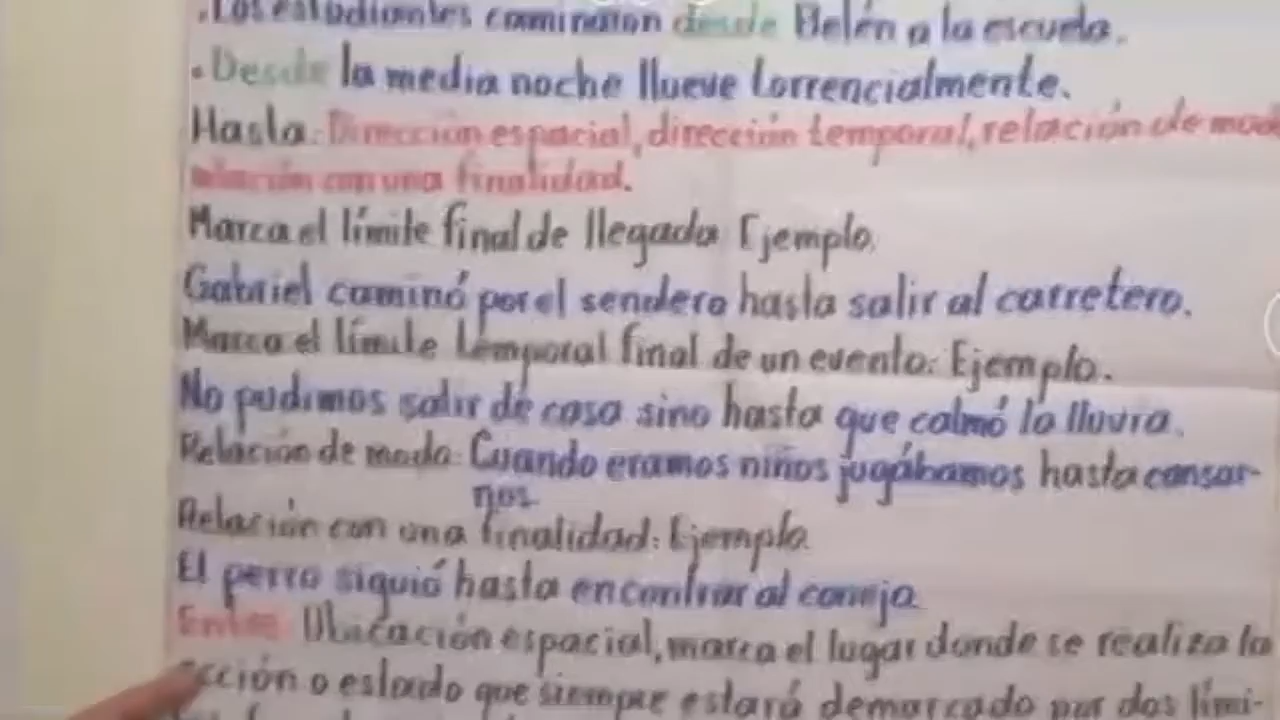 . Los estudiantes caminaron desde Belén a la escuela.
. Desde la media noche llueve torrencialmente.
Hasta: Dirección espacial, dirección temporal, relación de mod
relación con una finalidad.
Marca el límite final de llegada Ejemplo.
Gabriel caminó por el sendero hasta salir al carretero.
Marca el límite temporal final de un evento: Ejemplo.
No pudimos salir de casa sino hasta que calmó la lluvia.
Relación de modo: Cuando eramos niños jugábamos hasta cansar-
nos.
Relación con una finalidad: Ejemplo.
El perro siguió hasta encontrar al conejo.
Entre: Ubicación espacial, marca el lugar donde se realiza la
acción o estado que siempre estará demarcado por dos lími-